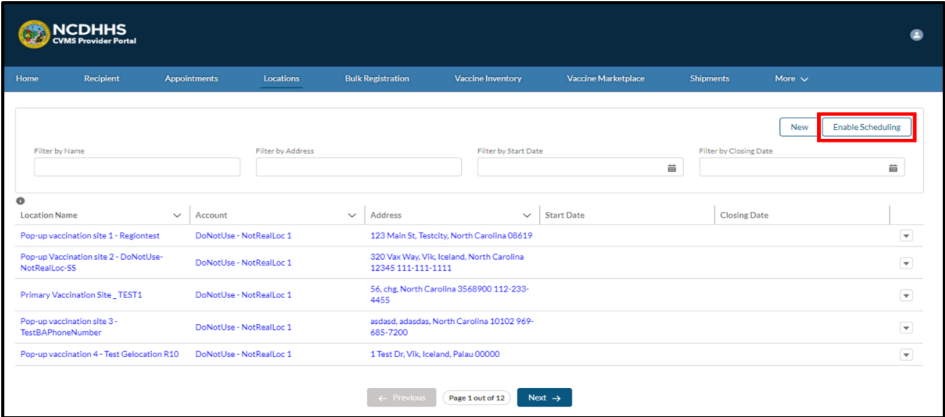 NCDHHS
CVMS Provider Portal
Home Recipient Appointments Locations Bulk Registration Vaccine Inventory Vaccine Marketplace Shipments More
New Enable Scheduling
Filter by Name Filter by Address Filter by Start Date Filter by Closing Date
Location Name Account Address Start Date Closing Date
Pop-up vaccination site 1 - Regiontest DoNotUse - NotRealLoc 1 123 Main St, Testcity, North Carolina 08619
Pop-up Vaccination site 2 - DoNotUse-
NotRealLoc-SS
DoNotUse - NotRealLoc 1
320 Vax Way, Vik, Iceland, North Carolina
12345 111-111-1111
Primary Vaccination Site _ TEST1 DoNotUse - NotRealLoc 1
56, chg, North Carolina 3568900 112-233-
4455
Pop-up vaccination site 3 -
TestBAPhoneNumber
DoNotUse - NotRealLoc 1
asdasd, adasdas, North Carolina 10102 969-
685-7200
Pop-up vaccination 4 - Test Gelocation R10 DoNotUse - NotRealLoc 1 1 Test Dr, Vik, Iceland, Palau 00000
← Previous Page 1 out of 12 Next →